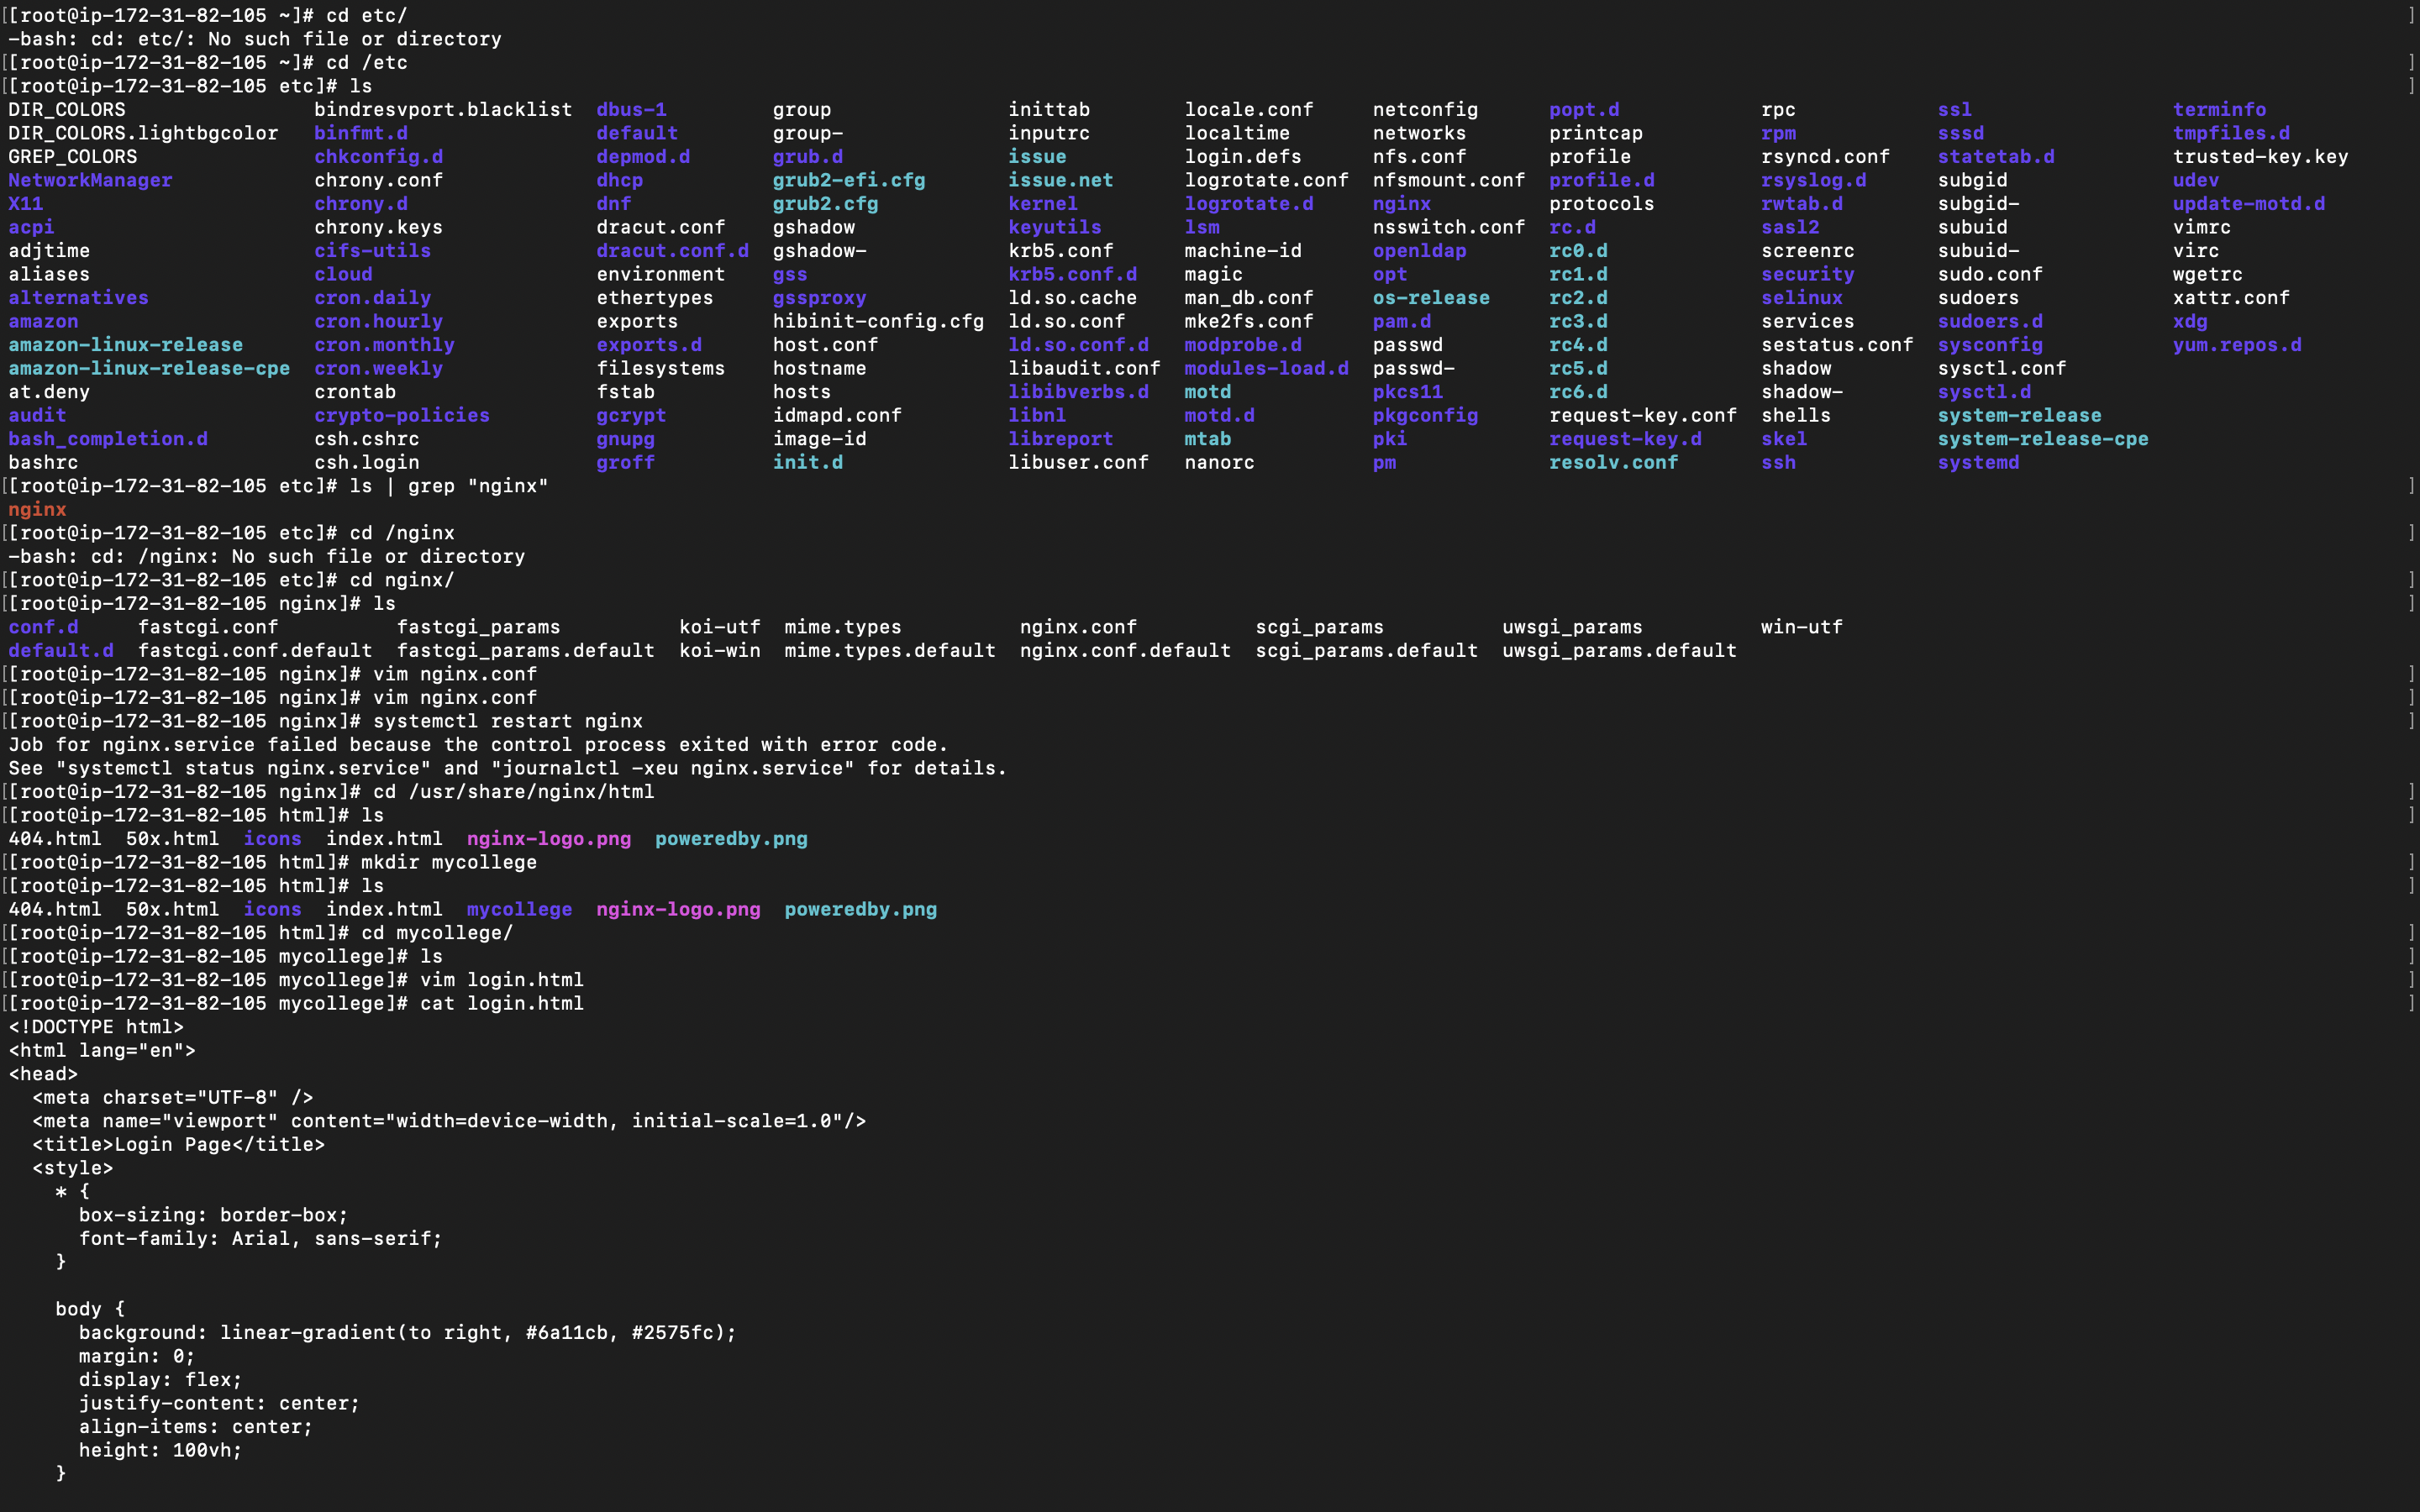 [[root@ip-172-31-82-105 ~]# cd etc/ ]
-bash: cd: etc/: No such file or directory
[[root@ip-172-31-82-105 ~]# cd /etc ]
[[root@ip-172-31-82-105 etc]# ls ]
DIR_COLORS bindresvport.blacklist dbus-1 group inittab locale.conf netconfig popt.d rpc ssl terminfo
DIR_COLORS.lightbgcolor binfmt.d default group- inputrc localtime networks printcap rpm sssd tmpfiles.d
GREP_COLORS chkconfig.d depmod.d grub.d issue login.defs nfs.conf profile rsyncd.conf statetab.d trusted-key.key
NetworkManager chrony.conf dhcp grub2-efi.cfg issue.net logrotate.conf nfsmount.conf profile.d rsyslog.d subgid udev
X11 chrony.d dnf grub2.cfg kernel logrotate.d nginx protocols rwtab.d subgid- update-motd.d
acpi chrony.keys dracut.conf gshadow keyutils lsm nsswitch.conf rc.d sasl2 subuid vimrc
adjtime cifs-utils dracut.conf.d gshadow- krb5.conf machine-id openldap rc0.d screenrc subuid- virc
aliases cloud environment gss krb5.conf.d magic opt rc1.d security sudo.conf wgetrc
alternatives cron.daily ethertypes gssproxy ld.so.cache man_db.conf os-release rc2.d selinux sudoers xattr.conf
amazon cron.hourly exports hibinit-config.cfg ld.so.conf mke2fs.conf pam.d rc3.d services sudoers.d xdg
amazon-linux-release cron.monthly exports.d host.conf ld.so.conf.d modprobe.d passwd rc4.d sestatus.conf sysconfig yum.repos.d
amazon-linux-release-cpe cron.weekly filesystems hostname libaudit.conf modules-load.d passwd- rc5.d shadow sysctl.conf
at.deny crontab fstab hosts libibverbs.d motd pkcs11 rc6.d shadow- sysctl.d
audit crypto-policies gcrypt idmapd.conf libnl motd.d pkgconfig request-key.conf shells system-release
bash_completion.d csh.cshrc gnupg image-id libreport mtab pki request-key.d skel system-release-cpe
bashrc csh.login groff init.d libuser.conf nanorc pm resolv.conf ssh systemd
[[root@ip-172-31-82-105 etc]# ls | grep "nginx" ]
nginx
[[root@ip-172-31-82-105 etc]# cd /nginx ]
-bash: cd: /nginx: No such file or directory
[[root@ip-172-31-82-105 etc]# cd nginx/ ]
[[root@ip-172-31-82-105 nginx]# ls ]
conf.d fastcgi.conf fastcgi_params koi-utf mime.types nginx.conf scgi_params uwsgi_params win-utf
default.d fastcgi.conf.default fastcgi_params.default koi-win mime.types.default nginx.conf.default scgi_params.default uwsgi_params.default
[[root@ip-172-31-82-105 nginx]# vim nginx.conf ]
[[root@ip-172-31-82-105 nginx]# vim nginx.conf ]
[[root@ip-172-31-82-105 nginx]# systemctl restart nginx ]
Job for nginx.service failed because the control process exited with error code.
See "systemctl status nginx.service" and "journalctl -xeu nginx.service" for details.
[[root@ip-172-31-82-105 nginx]# cd /usr/share/nginx/html ]
[[root@ip-172-31-82-105 html]# ls ]
404.html 50x.html icons index.html nginx-logo.png poweredby.png
[[root@ip-172-31-82-105 html]# mkdir mycollege ]
[[root@ip-172-31-82-105 html]# ls ]
404.html 50x.html icons index.html mycollege nginx-logo.png poweredby.png
[[root@ip-172-31-82-105 html]# cd mycollege/ ]
[[root@ip-172-31-82-105 mycollege]# ls ]
[[root@ip-172-31-82-105 mycollege]# vim login.html ]
[[root@ip-172-31-82-105 mycollege]# cat login.html ]
<!DOCTYPE html>
<html lang="en">
<head>
  <meta charset="UTF-8" />
  <meta name="viewport" content="width=device-width, initial-scale=1.0"/>
  <title>Login Page</title>
  <style>
    * {
      box-sizing: border-box;
      font-family: Arial, sans-serif;
    }
    body {
      background: linear-gradient(to right, #6a11cb, #2575fc);
      margin: 0;
      display: flex;
      justify-content: center;
      align-items: center;
      height: 100vh;
    }